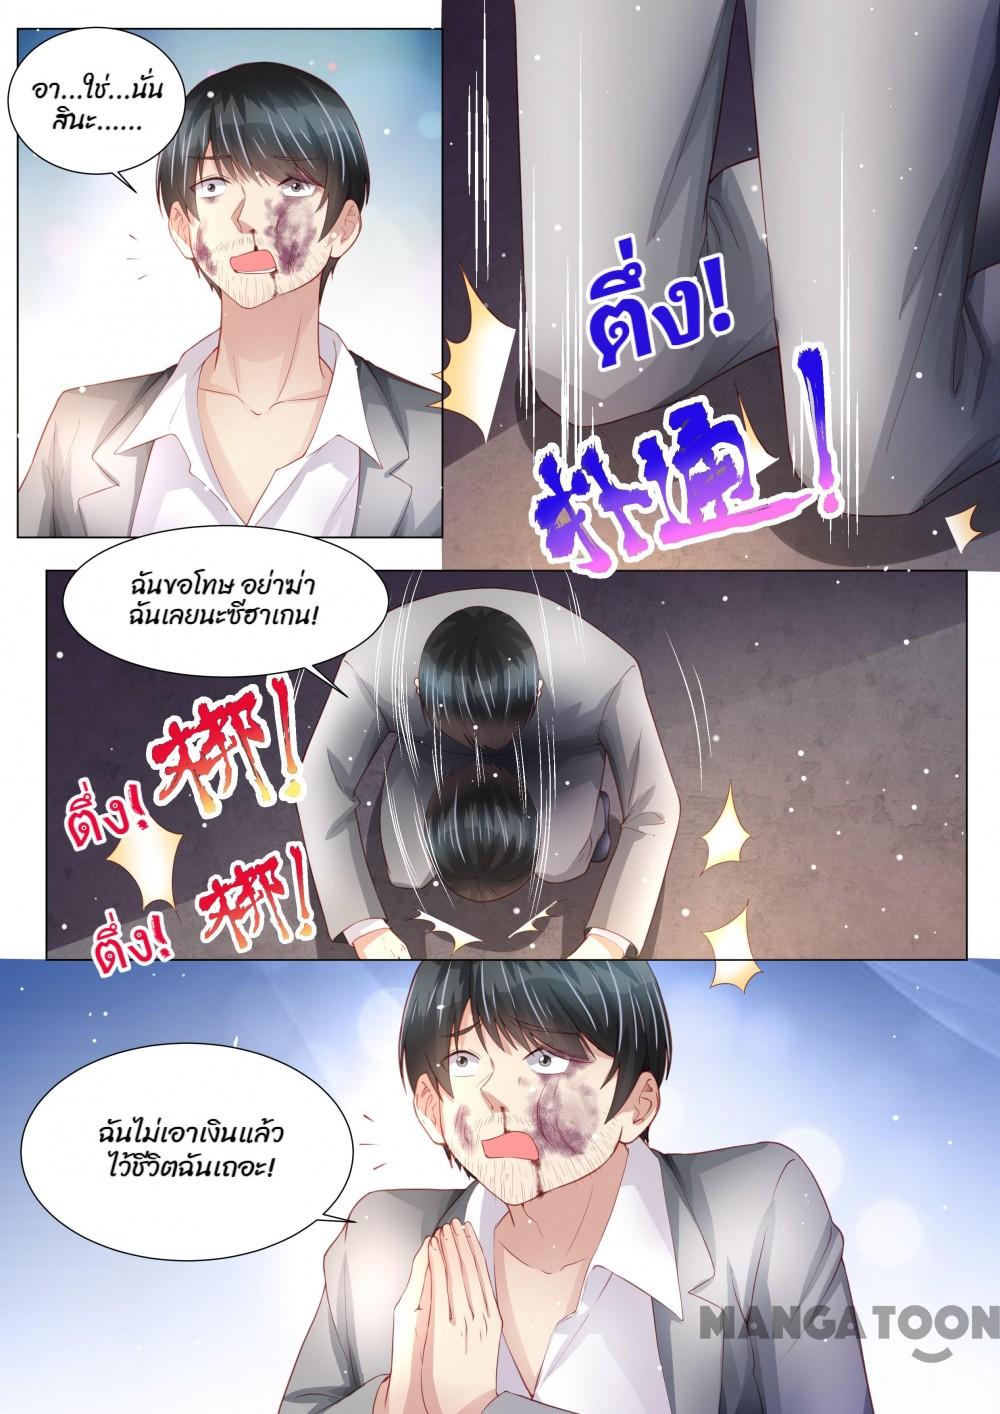 อา...ใช่...นั่น
สินะ......
ตึ่ง!
扑通!
ฉันขอโทษ อย่าฆ่า
ฉันเลยนะซีฮาเกน!
梆!
ตึ่ง!
梆!
ตึ่ง!
ฉันไม่เอาเงินแล้ว
ไว้ชีวิตฉันเถอะ!
MANGATOON